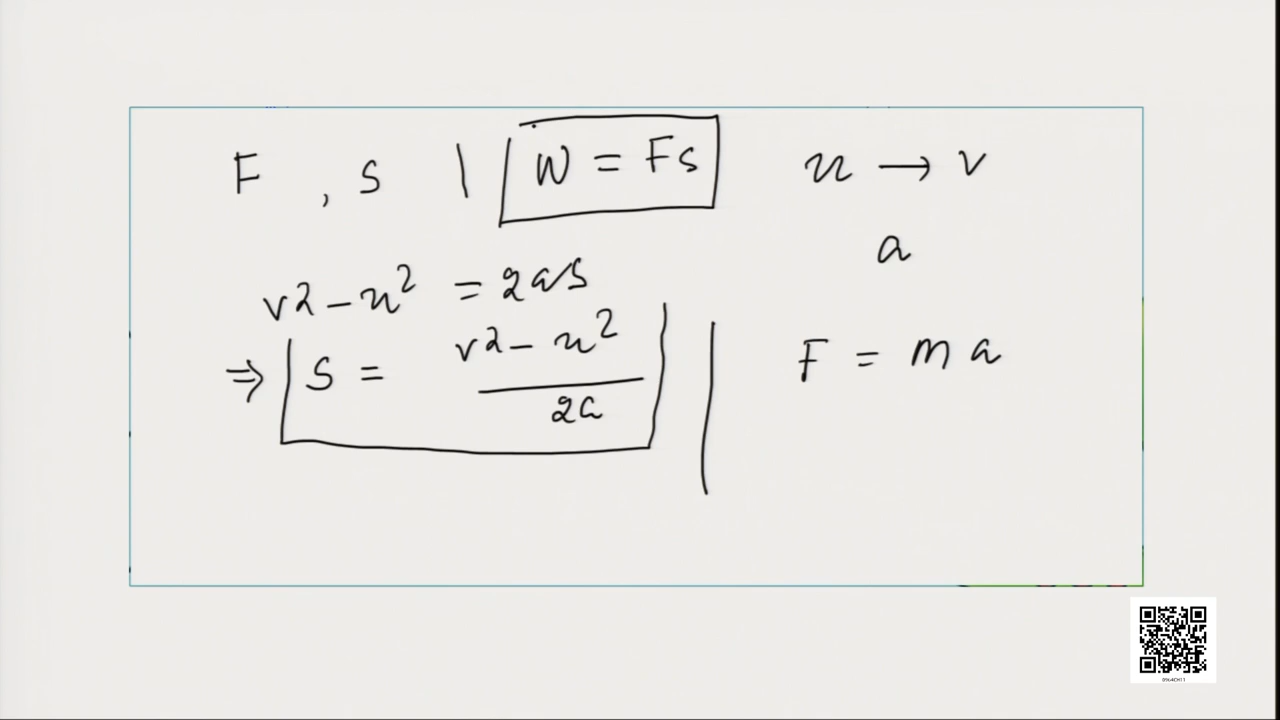 F , s | W = Fs u → v
a
v2 - u² = 2as
⇒ s = v2 - u² / 2a
F = ma